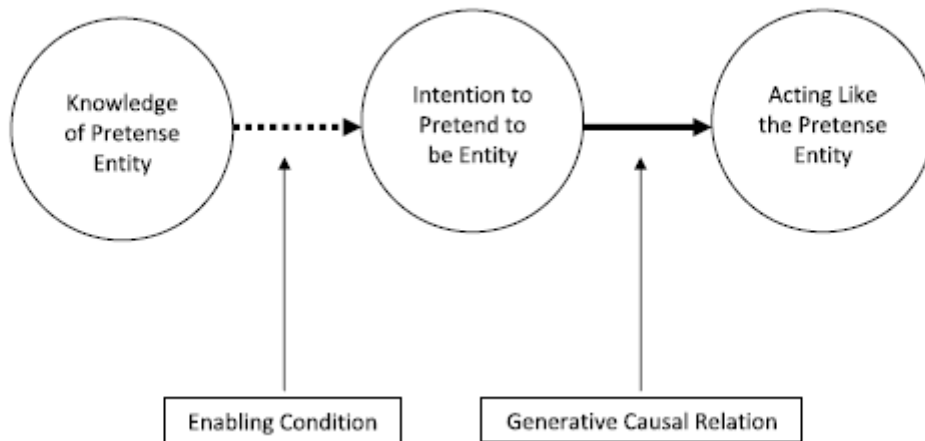 Knowledge
of Pretense
Entity
Intention to
Pretend to
be Entity
Acting Like
the Pretense
Entity
Enabling Condition
Generative Causal Relation